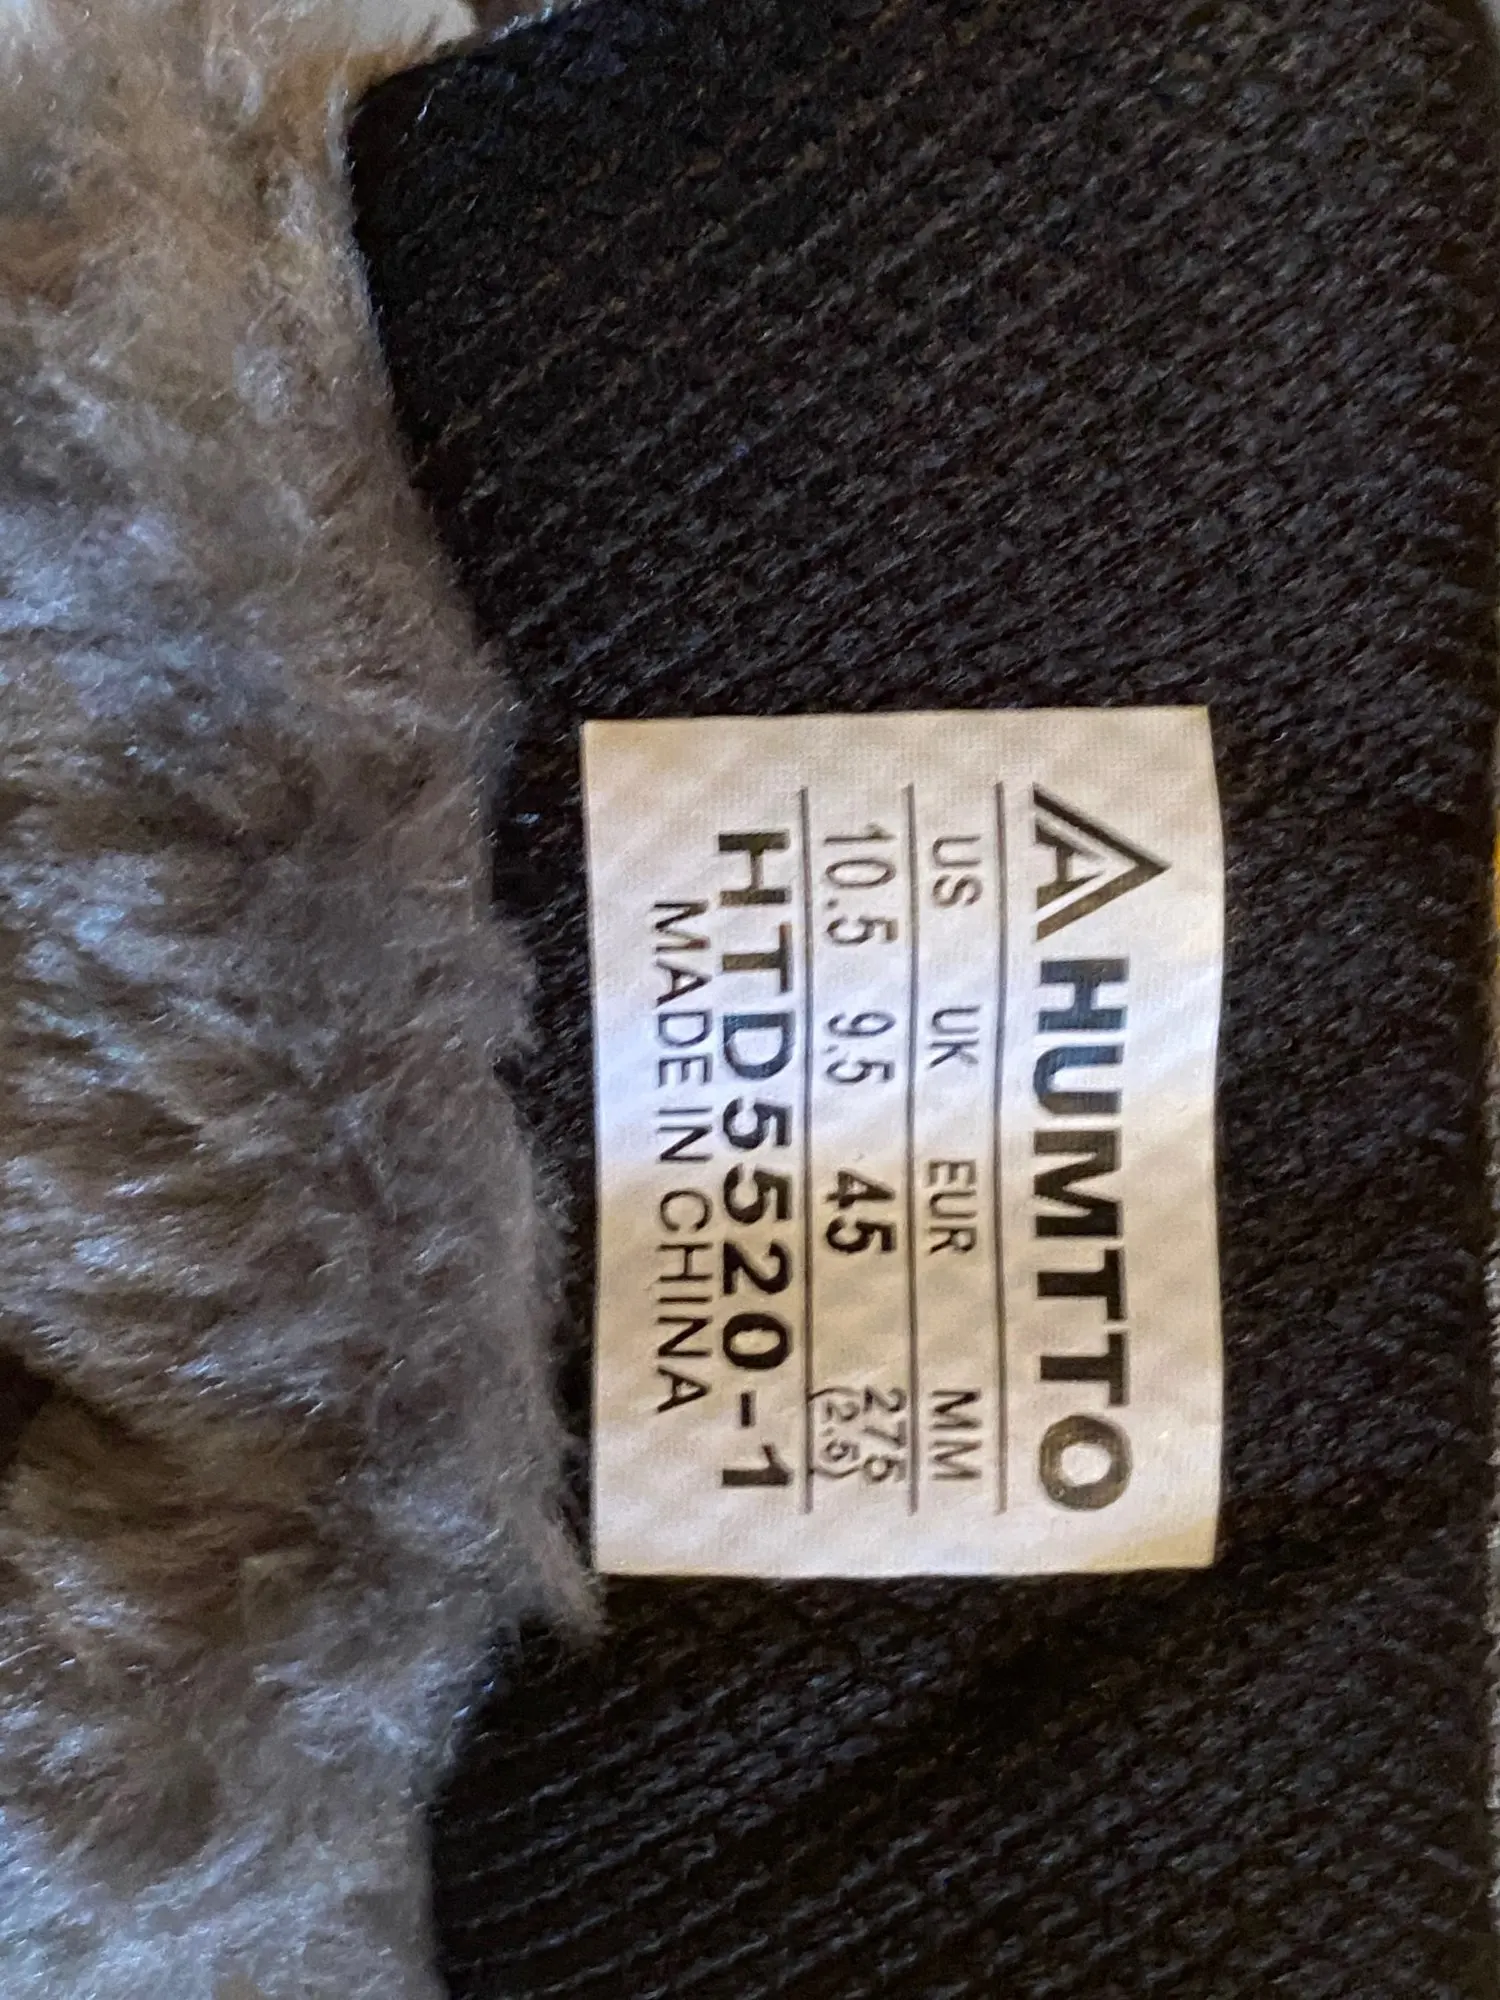 HUMTTO
US UK EUR MM
10.5 9.5 45 275
(2.5)
HTD5520-1
MADE IN CHINA